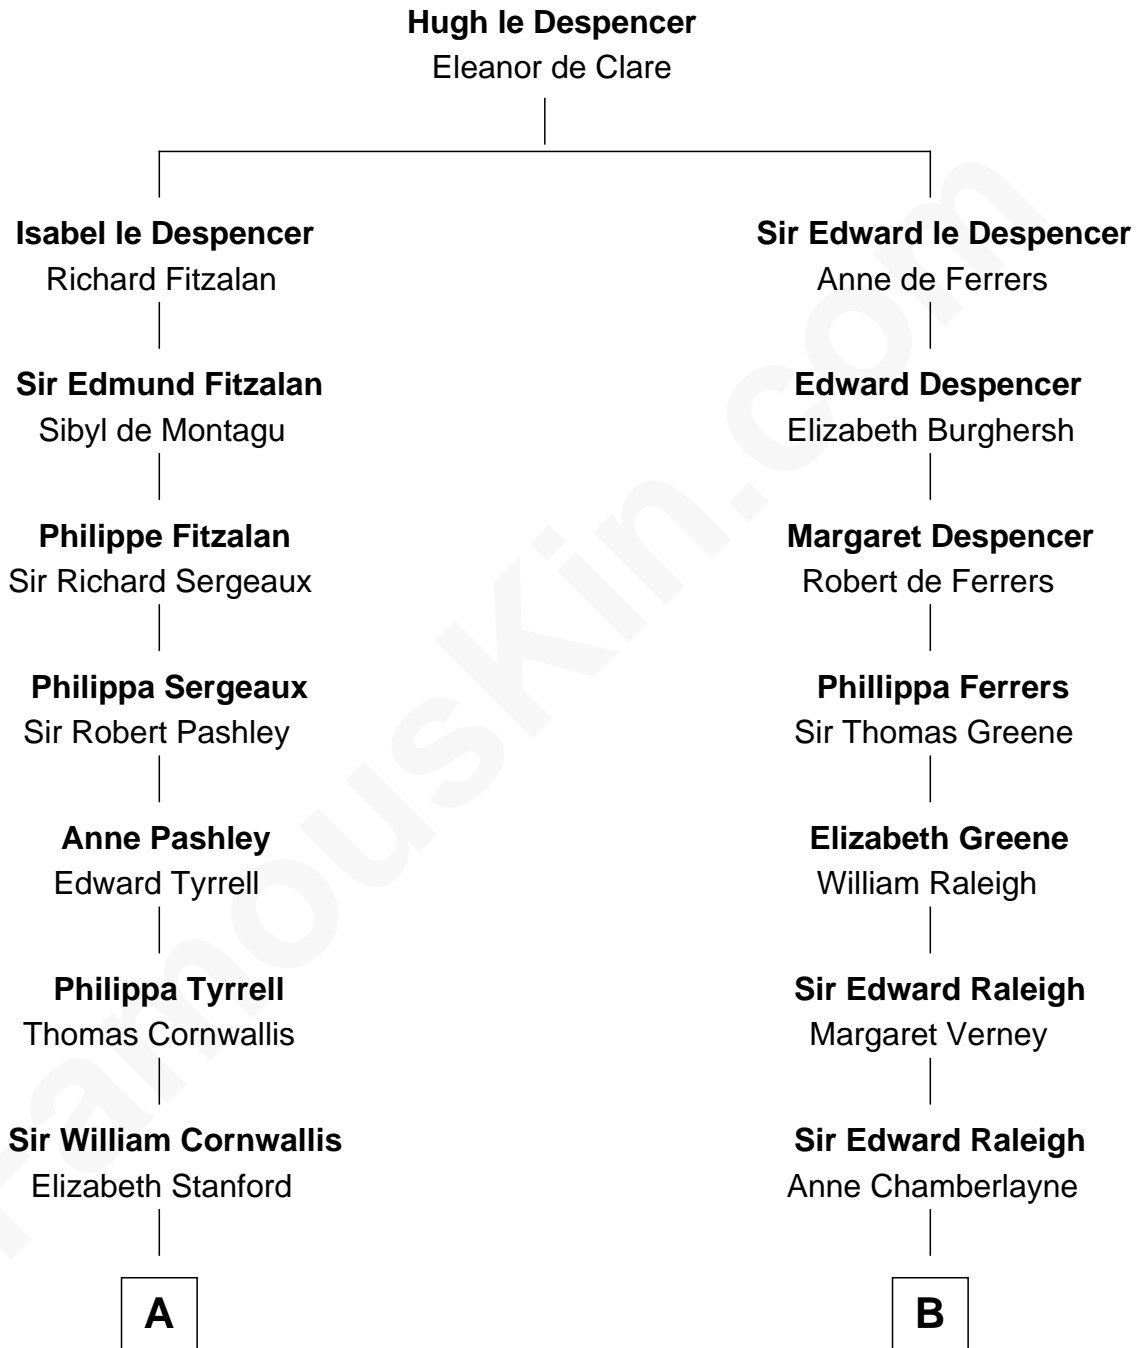 Hugh le Despencer
Eleanor de Clare
Isabel le Despencer
Richard Fitzalan
Sir Edward le Despencer
Anne de Ferrers
Sir Edmund Fitzalan
Sibyl de Montagu
Edward Despencer
Elizabeth Burghersh
Philippe Fitzalan
Sir Richard Sergeaux
Margaret Despencer
Robert de Ferrers
Philippa Sergeaux
Sir Robert Pashley
Phillippa Ferrers
Sir Thomas Greene
Anne Pashley
Edward Tyrrell
Elizabeth Greene
William Raleigh
Philippa Tyrrell
Thomas Cornwallis
Sir Edward Raleigh
Margaret Verney
Sir William Cornwallis
Elizabeth Stanford
Sir Edward Raleigh
Anne Chamberlayne
A
B
FamousKin.com